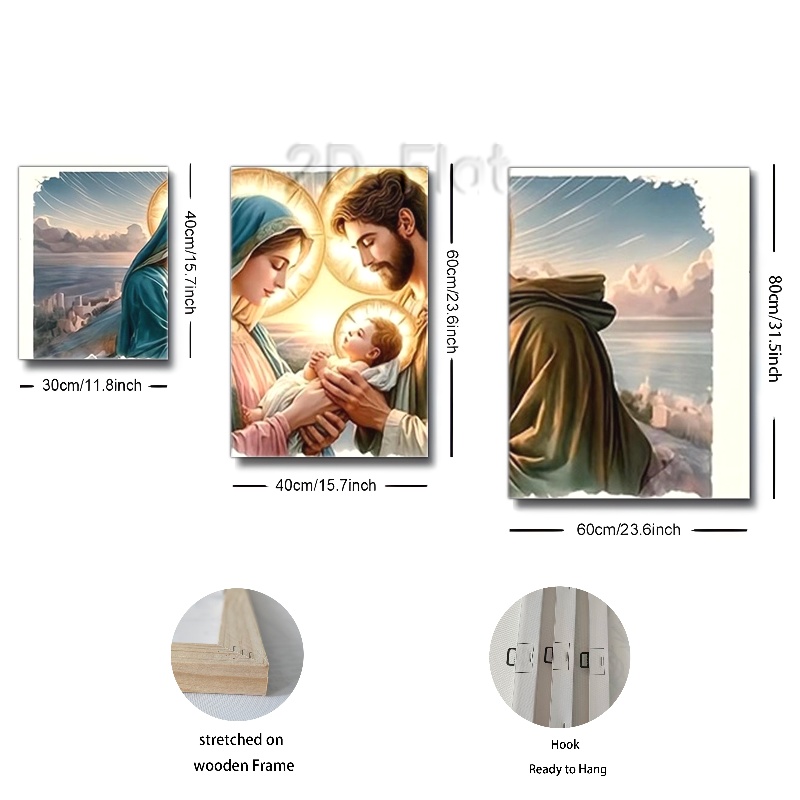 2D Flat
40cm/15.7inch
30cm/11.8inch
60cm/23.6inch
40cm/15.7inch
80cm/31.5inch
60cm/23.6inch
stretched on
wooden Frame
Hook
Ready to Hang